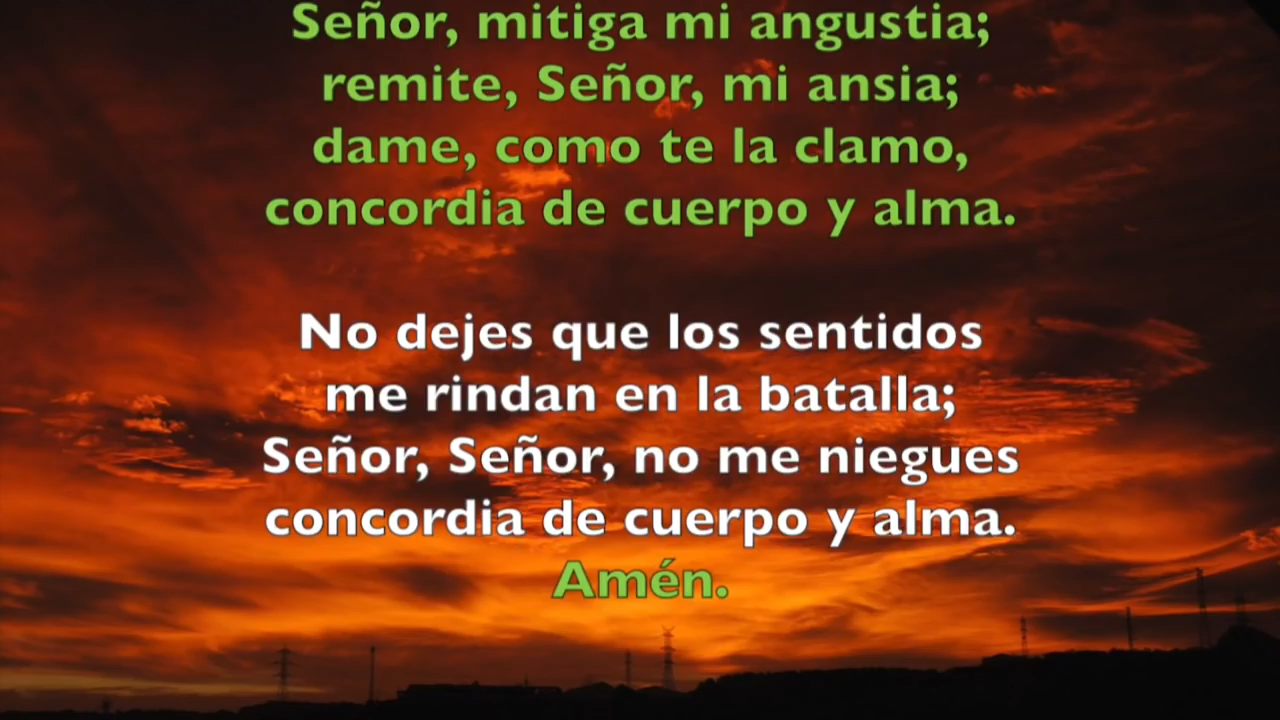 Señor, mitiga mi angustia;
remite, Señor, mi ansia;
dame, como te la clamo,
concordia de cuerpo y alma.
No dejes que los sentidos
me rindan en la batalla;
Señor, Señor, no me niegues
concordia de cuerpo y alma.
Amén.